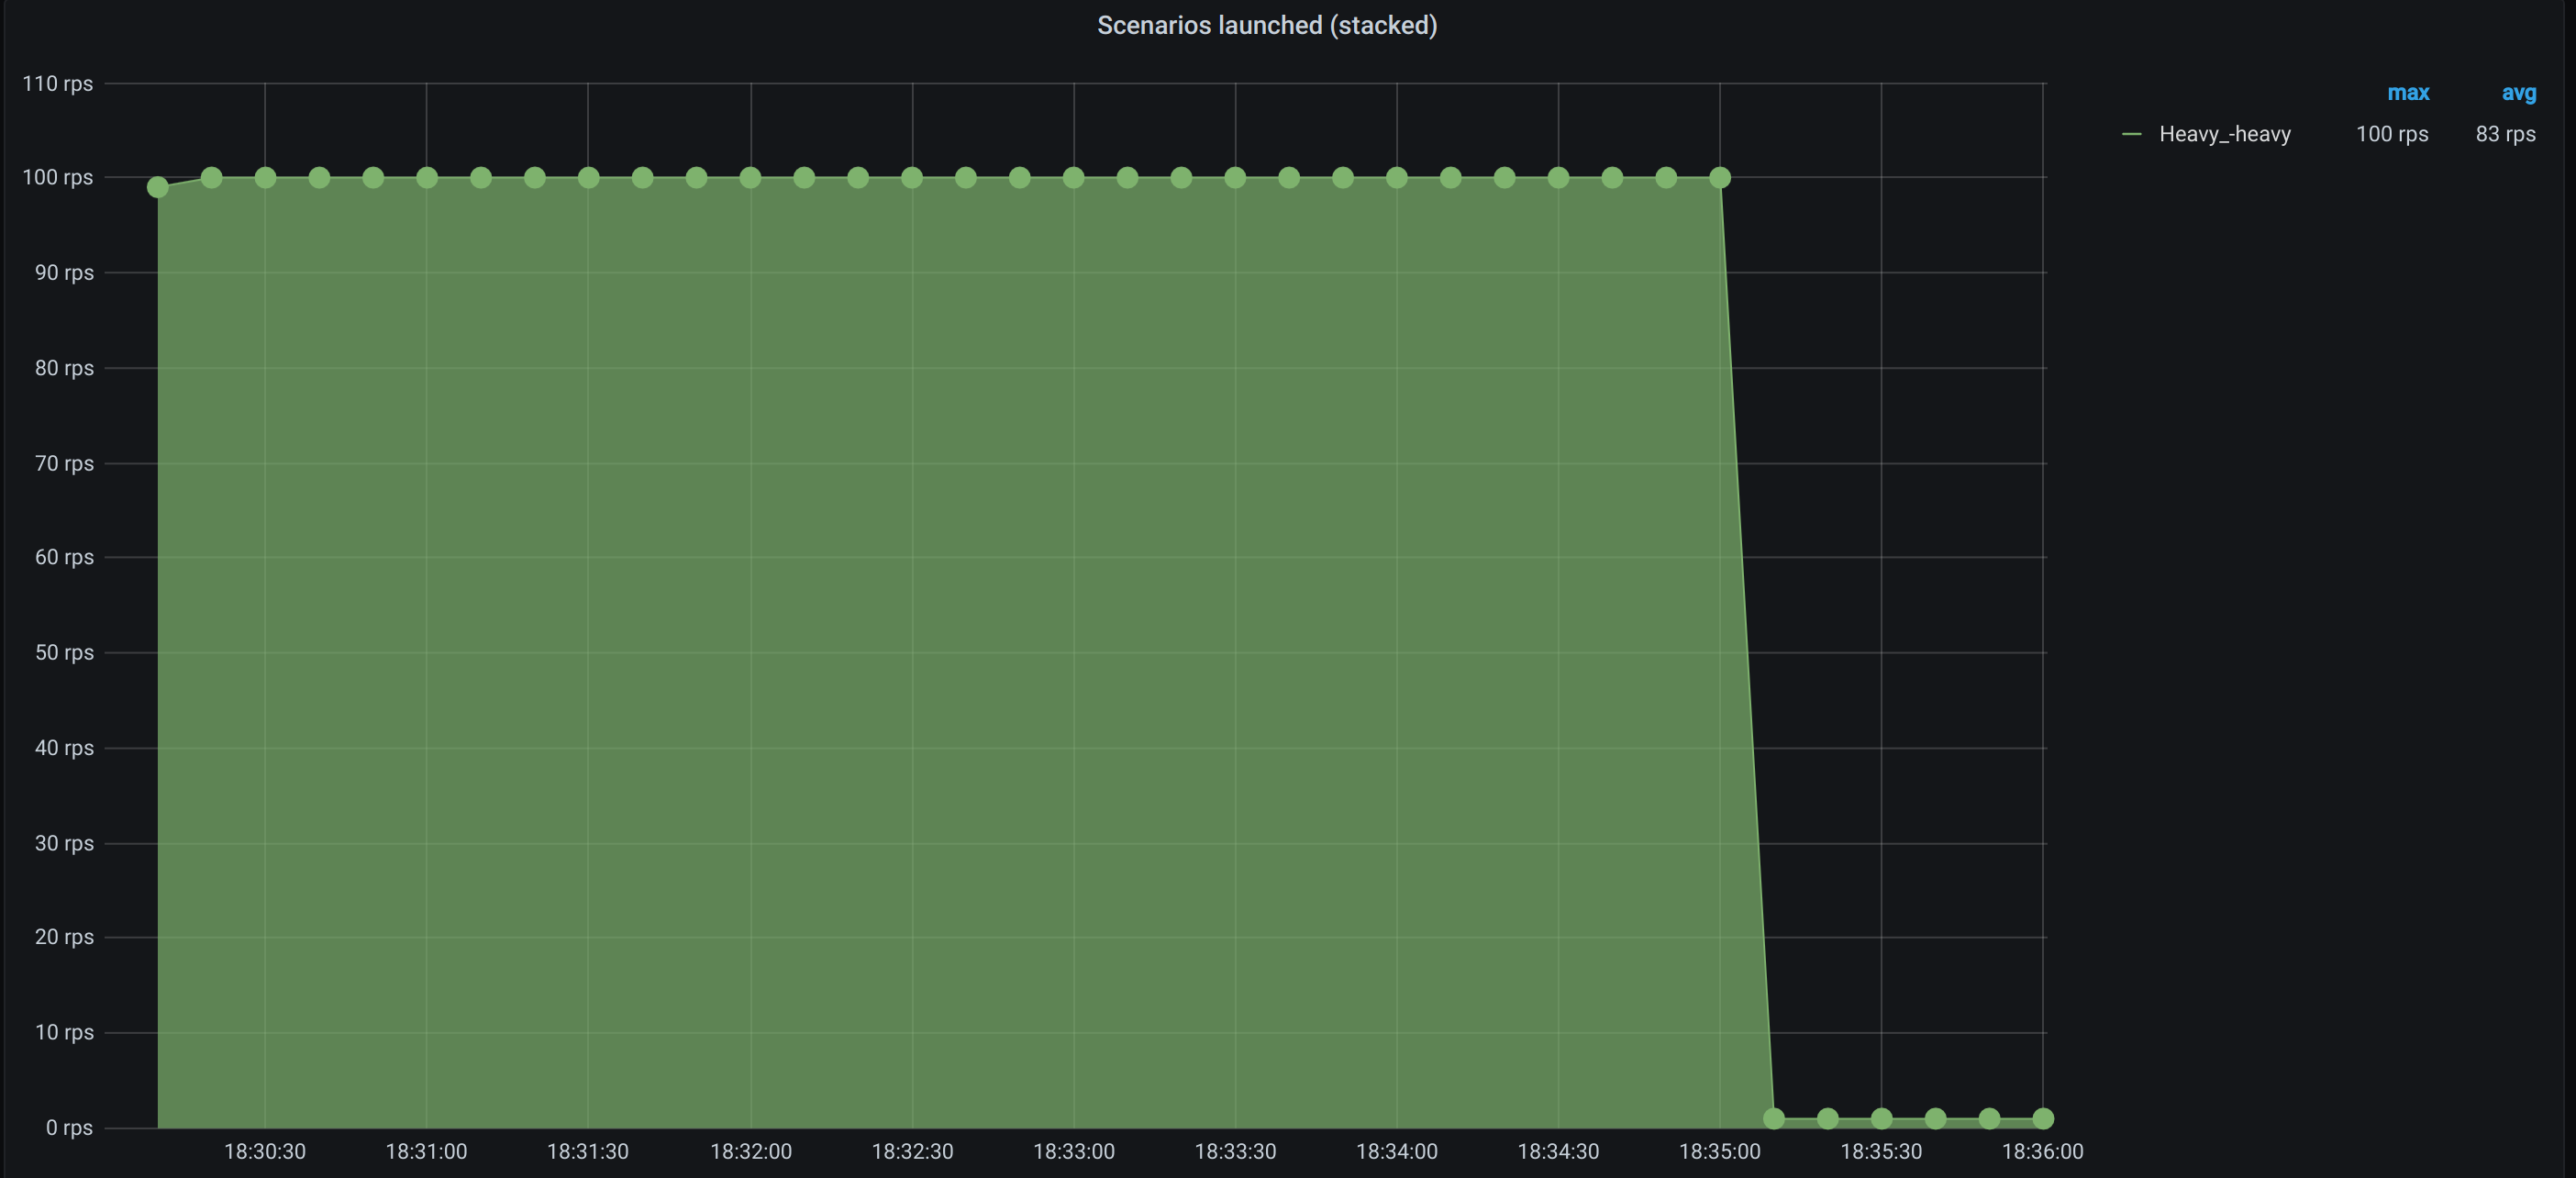 Scenarios launched (stacked)
110 rps
100 rps
90 rps
80 rps
70 rps
60 rps
50 rps
40 rps
30 rps
20 rps
10 rps
0 rps
18:30:30 18:31:00 18:31:30 18:32:00 18:32:30 18:33:00 18:33:30 18:34:00 18:34:30 18:35:00 18:35:30 18:36:00
max avg
Heavy_-heavy 100 rps 83 rps